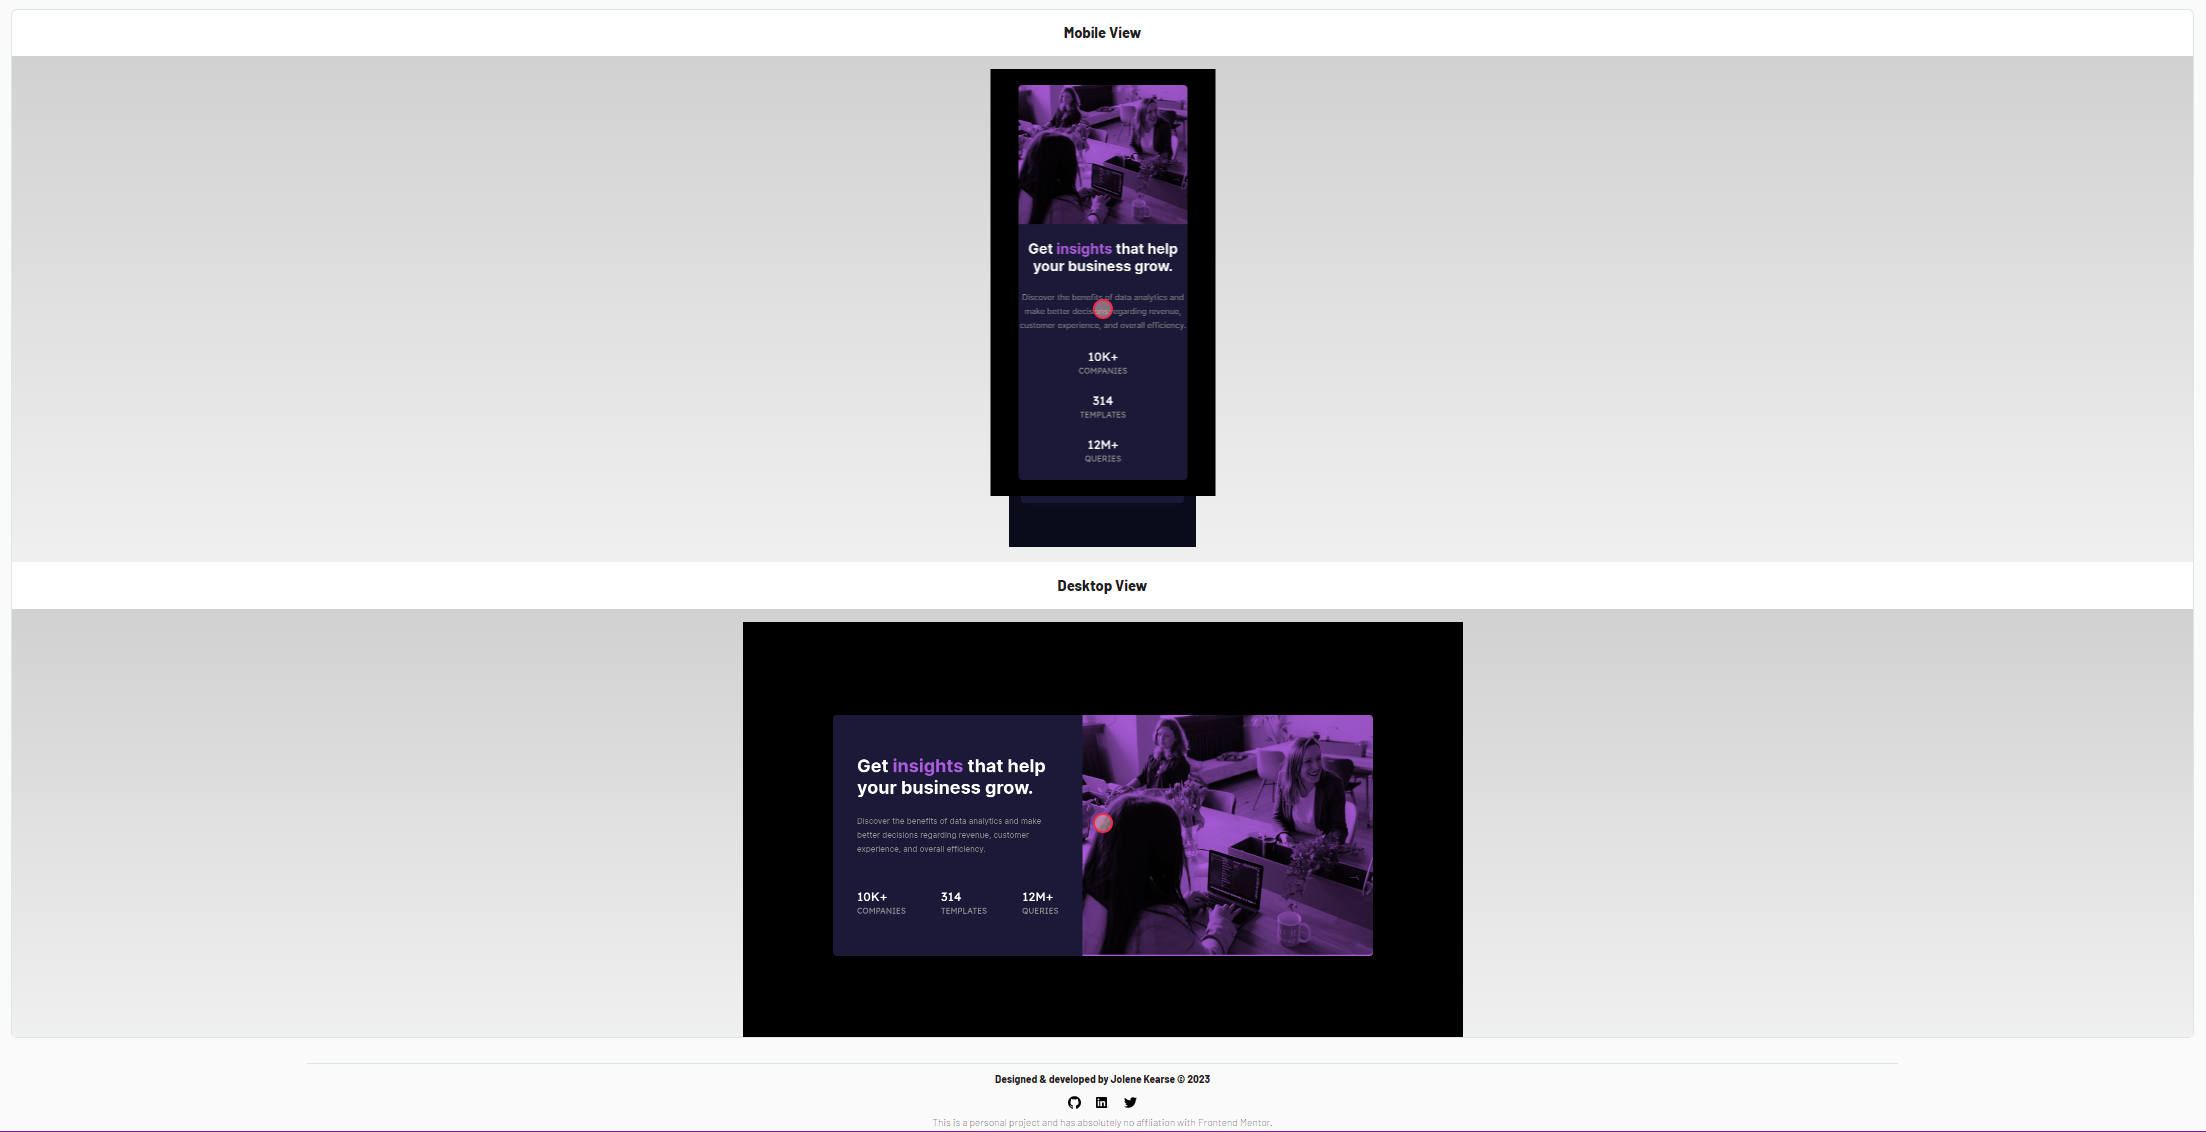 Mobile View
Get insights that help
your business grow.
Discover the benefits of data analytics and
make better decisions regarding revenue,
customer experience, and overall efficiency.
10K+
COMPANIES
314
TEMPLATES
12M+
QUERIES
Desktop View
Get insights that help
your business grow.
Discover the benefits of data analytics and make
better decisions regarding revenue, customer
experience, and overall efficiency.
10K+ 314 12M+
COMPANIES TEMPLATES QUERIES
Designed & developed by Jolene Kearse © 2023
This is a personal project and has absolutely no affliation with Frontend Mentor.